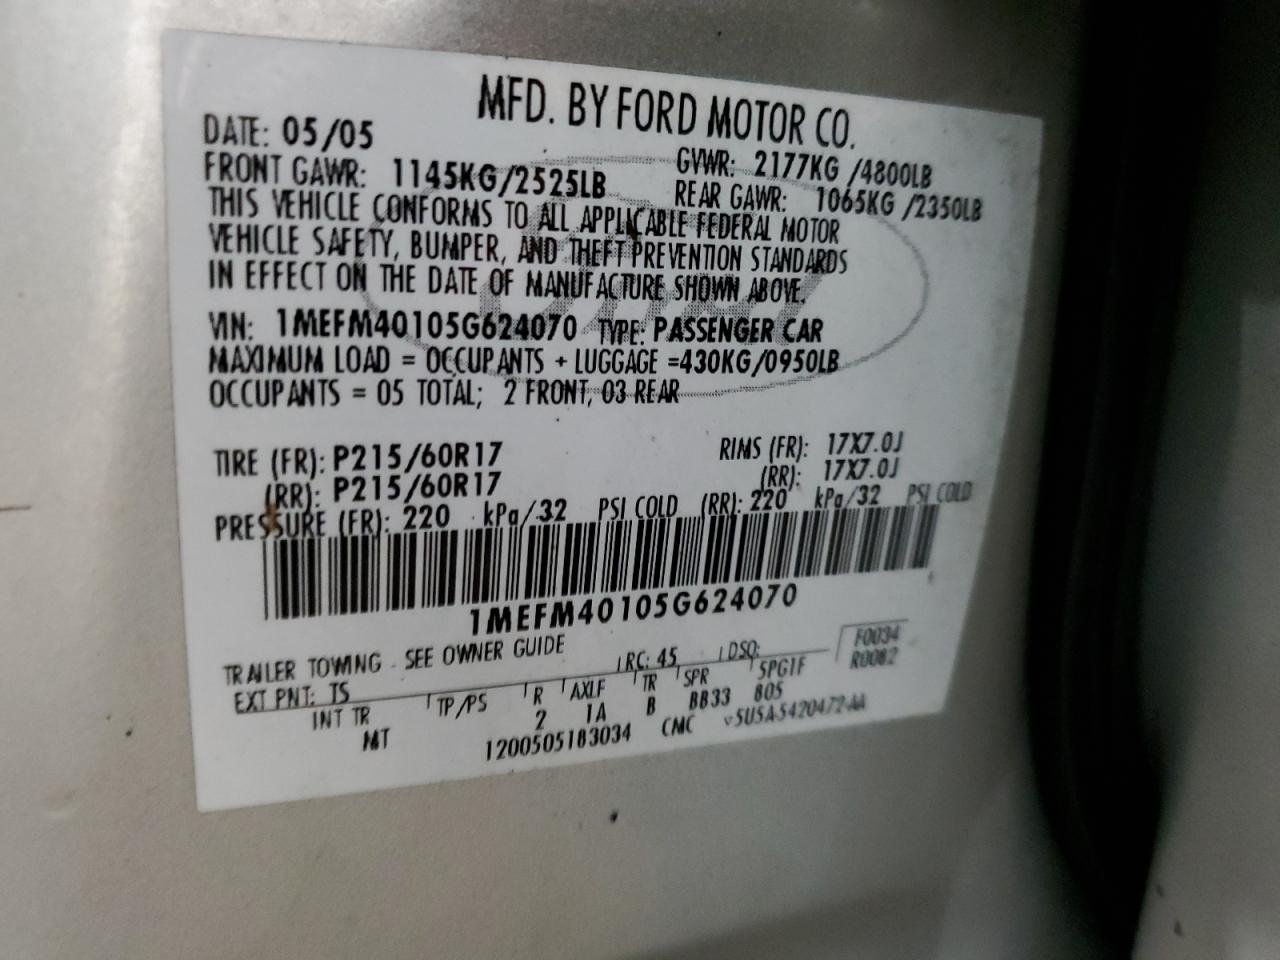 MFD. BY FORD MOTOR CO.
DATE: 05/05 GVWR: 2177KG /4800LB
FRONT GAWR: 1145KG/2525LB REAR GAWR: 1065KG /2350LB
THIS VEHICLE CONFORMS TO ALL APPLICABLE FEDERAL MOTOR
VEHICLE SAFETY, BUMPER, AND THEFT PREVENTION STANDARDS
IN EFFECT ON THE DATE OF MANUFACTURE SHOWN ABOVE.
VIN: 1MEFM40105G624070 TYPE: PASSENGER CAR
MAXIMUM LOAD = OCCUPANTS + LUGGAGE =430KG/0950LB
OCCUPANTS = 05 TOTAL; 2 FRONT, 03 REAR
TIRE (FR): P215/60R17 RIMS (FR): 17X7.0J
(RR): P215/60R17 (RR): 17X7.0J
PRESSURE (FR): 220 kPa/32 PSI COLD (RR): 220 kPa/32 PSI COLD
1MEFM40105G624070
TRAILER TOWING - SEE OWNER GUIDE F0034
EXT PNT: TS RC: 45 DSO: R0082
INT TR TP/PS R AXLE TR SPR SPGIF
MT 2 1A B BB33 BO5
1200505183034 CMC v5U5A-5420472-AA